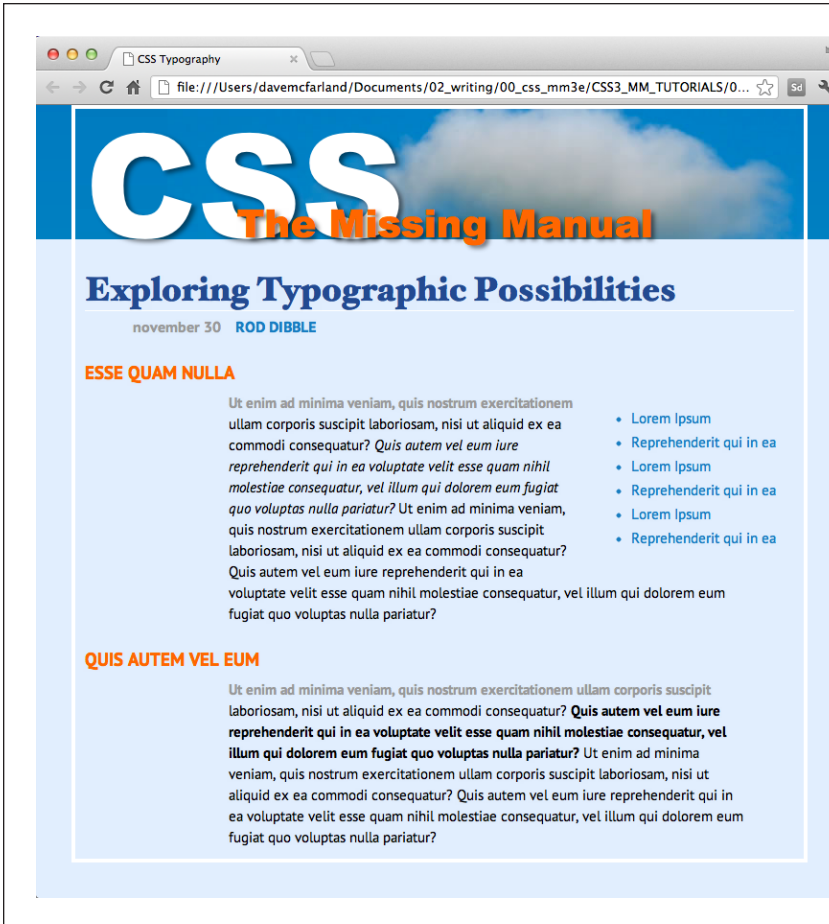 CSS Typography
file:///Users/davemcfarland/Documents/02_writing/00_css_mm3e/CSS3_MM_TUTORIALS/0...
Sd
CSS
The Missing Manual
Exploring Typographic Possibilities
november 30 ROD DIBBLE
ESSE QUAM NULLA
Ut enim ad minima veniam, quis nostrum exercitationem
ullam corporis suscipit laboriosam, nisi ut aliquid ex ea
commodi consequatur? Quis autem vel eum iure
reprehenderit qui in ea voluptate velit esse quam nihil
molestiae consequatur, vel illum qui dolorem eum fugiat
quo voluptas nulla pariatur? Ut enim ad minima veniam,
quis nostrum exercitationem ullam corporis suscipit
laboriosam, nisi ut aliquid ex ea commodi consequatur?
Quis autem vel eum iure reprehenderit qui in ea
voluptate velit esse quam nihil molestiae consequatur, vel illum qui dolorem eum
fugiat quo voluptas nulla pariatur?
• Lorem Ipsum
• Reprehenderit qui in ea
• Lorem Ipsum
• Reprehenderit qui in ea
• Lorem Ipsum
• Reprehenderit qui in ea
QUIS AUTEM VEL EUM
Ut enim ad minima veniam, quis nostrum exercitationem ullam corporis suscipit
laboriosam, nisi ut aliquid ex ea commodi consequatur? Quis autem vel eum iure
reprehenderit qui in ea voluptate velit esse quam nihil molestiae consequatur, vel
illum qui dolorem eum fugiat quo voluptas nulla pariatur? Ut enim ad minima
veniam, quis nostrum exercitationem ullam corporis suscipit laboriosam, nisi ut
aliquid ex ea commodi consequatur? Quis autem vel eum iure reprehenderit qui in
ea voluptate velit esse quam nihil molestiae consequatur, vel illum qui dolorem eum
fugiat quo voluptas nulla pariatur?